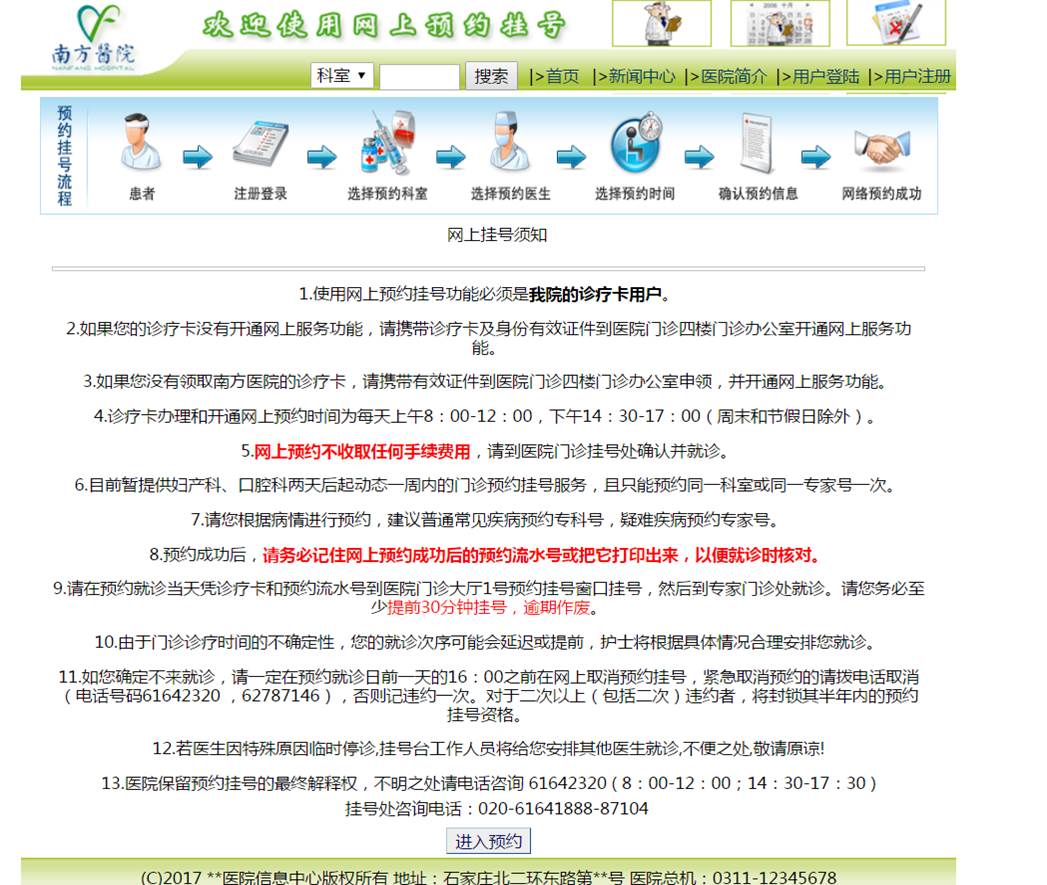 欢迎使用网上预约挂号
南方醫院
NANFANG HOSPITAL
科室 ▼ 搜索 |>首页 |>新闻中心 |>医院简介 |>用户登陆 |>用户注册
预约挂号流程
患者 注册登录 选择预约科室 选择预约医生 选择预约时间 确认预约信息 网络预约成功
网上挂号须知
1.使用网上预约挂号功能必须是我院的诊疗卡用户。
2.如果您的诊疗卡没有开通网上服务功能，请携带诊疗卡及身份有效证件到医院门诊四楼门诊办公室开通网上服务功
能。
3.如果您没有领取南方医院的诊疗卡，请携带有效证件到医院门诊四楼门诊办公室申领，并开通网上服务功能。
4.诊疗卡办理和开通网上预约时间为每天上午8：00-12：00，下午14：30-17：00（周末和节假日除外）。
5.网上预约不收取任何手续费用，请到医院门诊挂号处确认并就诊。
6.目前暂提供妇产科、口腔科两天后起动态一周内的门诊预约挂号服务，且只能预约同一科室或同一专家号一次。
7.请您根据病情进行预约，建议普通常见疾病预约专科号，疑难疾病预约专家号。
8.预约成功后，请务必记住网上预约成功后的预约流水号或把它打印出来，以便就诊时核对。
9.请在预约就诊当天凭诊疗卡和预约流水号到医院门诊大厅1号预约挂号窗口挂号，然后到专家门诊处就诊。请您务必至
少提前30分钟挂号，逾期作废。
10.由于门诊诊疗时间的不确定性，您的就诊次序可能会延迟或提前，护士将根据具体情况合理安排您就诊。
11.如您确定不来就诊，请一定在预约就诊日前一天的16：00之前在网上取消预约挂号，紧急取消预约的请拨电话取消
（电话号码61642320 ，62787146），否则记违约一次。对于二次以上（包括二次）违约者，将封锁其半年内的预约
挂号资格。
12.若医生因特殊原因临时停诊,挂号台工作人员将给您安排其他医生就诊,不便之处,敬请原谅!
13.医院保留预约挂号的最终解释权，不明之处请电话咨询 61642320（8：00-12：00；14：30-17：30）
挂号处咨询电话：020-61641888-87104
进入预约
(C)2017 **医院信息中心版权所有 地址：石家庄北二环东路第**号 医院总机：0311-12345678